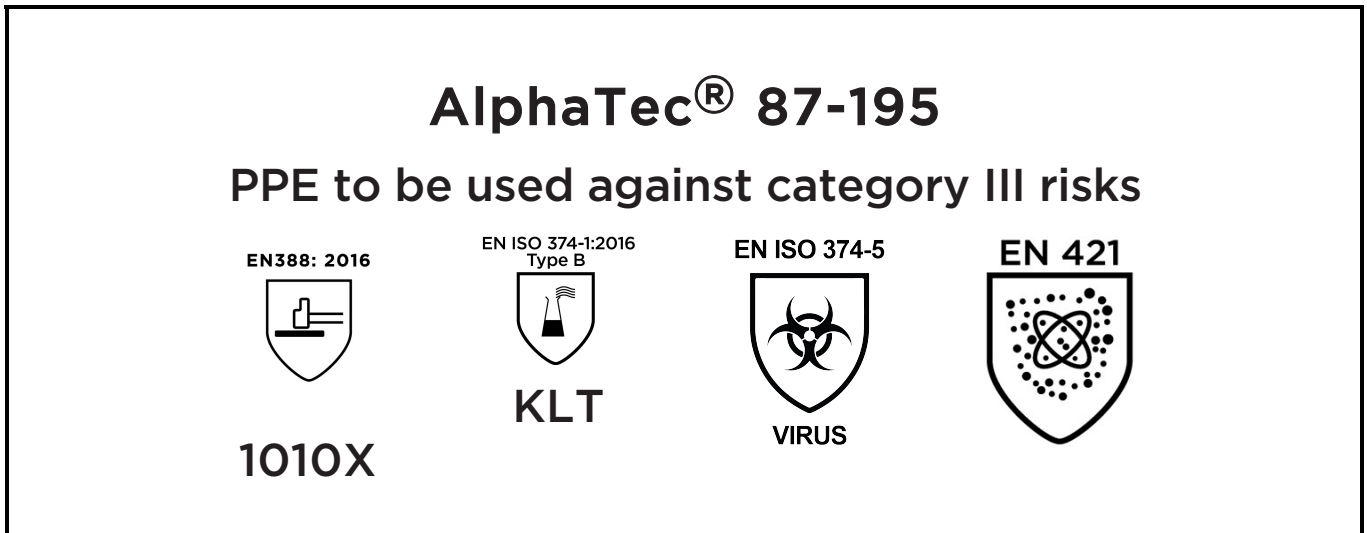 AlphaTec® 87-195
PPE to be used against category III risks
EN388: 2016
1010X
EN ISO 374-1:2016
Type B
KLT
EN ISO 374-5
VIRUS
EN 421